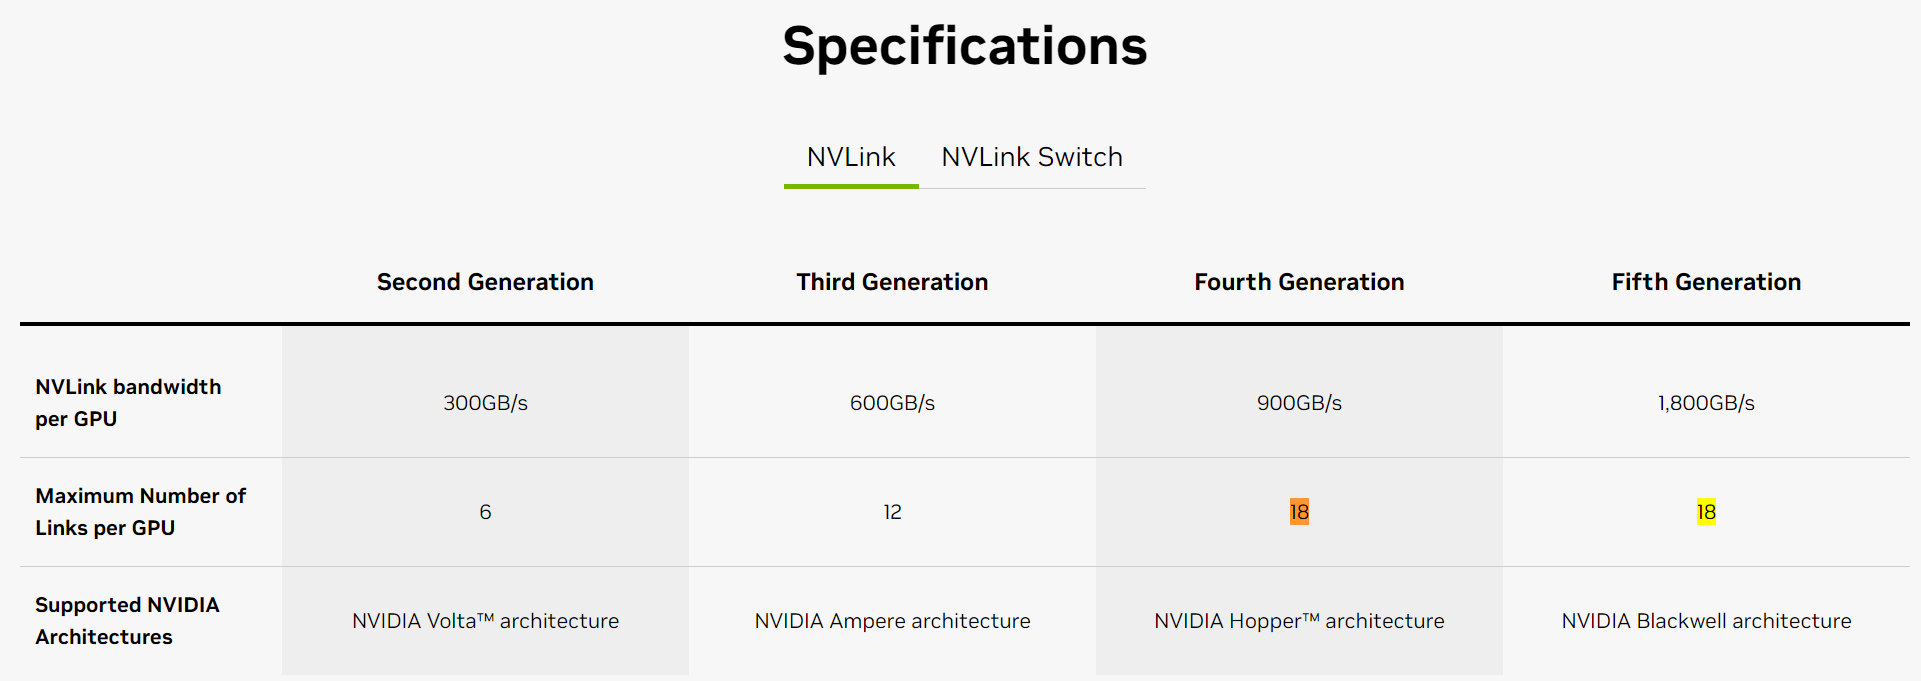 Specifications
NVLink NVLink Switch
Second Generation Third Generation Fourth Generation Fifth Generation
NVLink bandwidth
per GPU
300GB/s 600GB/s 900GB/s 1,800GB/s
Maximum Number of
Links per GPU
6 12 18 18
Supported NVIDIA
Architectures
NVIDIA Volta™ architecture NVIDIA Ampere architecture NVIDIA Hopper™ architecture NVIDIA Blackwell architecture